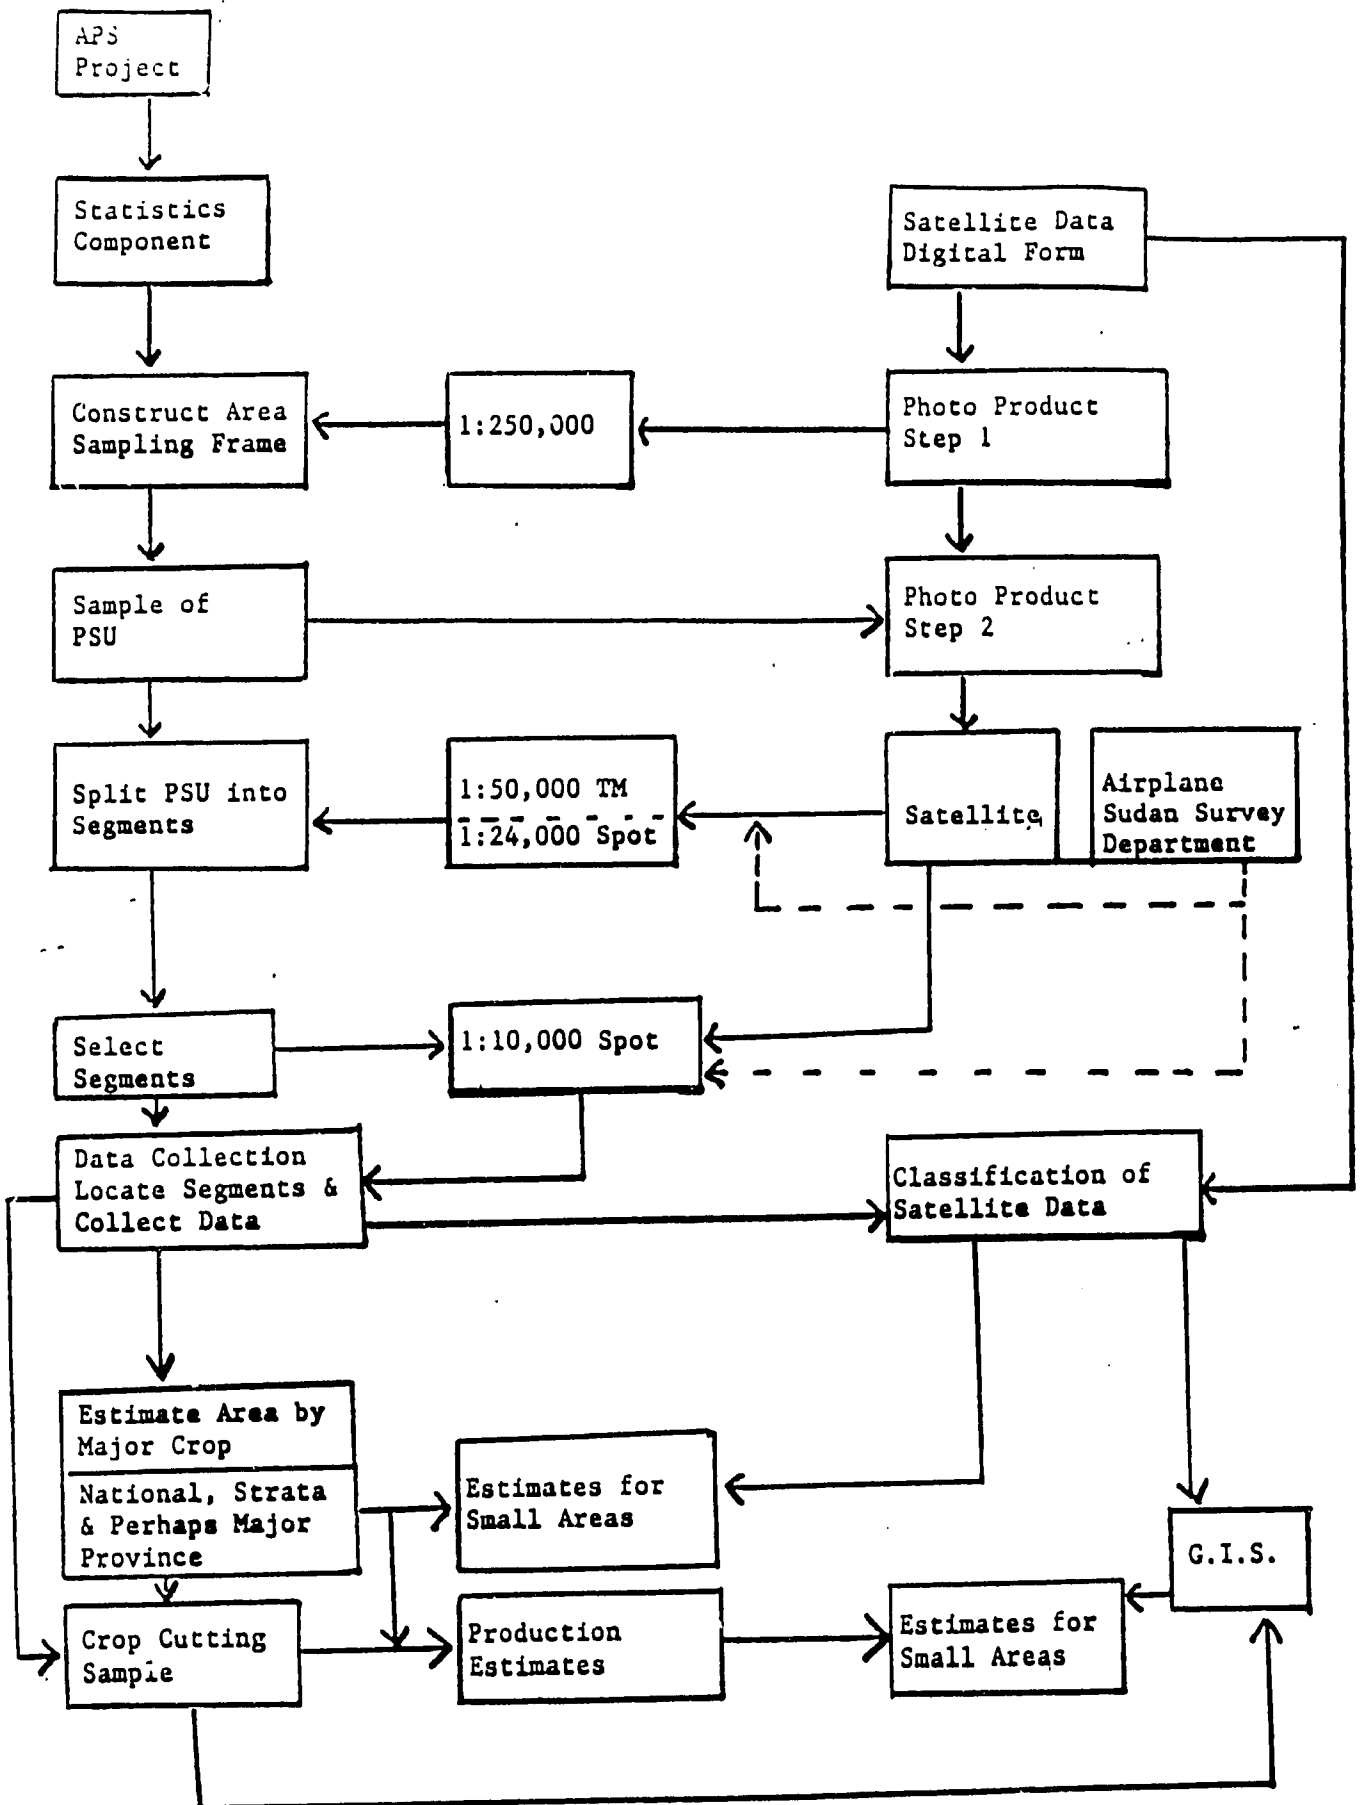 APS
Project
Statistics
Component
Satellite Data
Digital Form
Construct Area
Sampling Frame
1:250,000
Photo Product
Step 1
Sample of
PSU
Photo Product
Step 2
Split PSU into
Segments
1:50,000 TM
1:24,000 Spot
Satellite
Airplane
Sudan Survey
Department
Select
Segments
1:10,000 Spot
Data Collection
Locate Segments &
Collect Data
Classification of
Satellite Data
Estimate Area by
Major Crop
National, Strata
& Perhaps Major
Province
Estimates for
Small Areas
G.I.S.
Crop Cutting
Sample
Production
Estimates
Estimates for
Small Areas